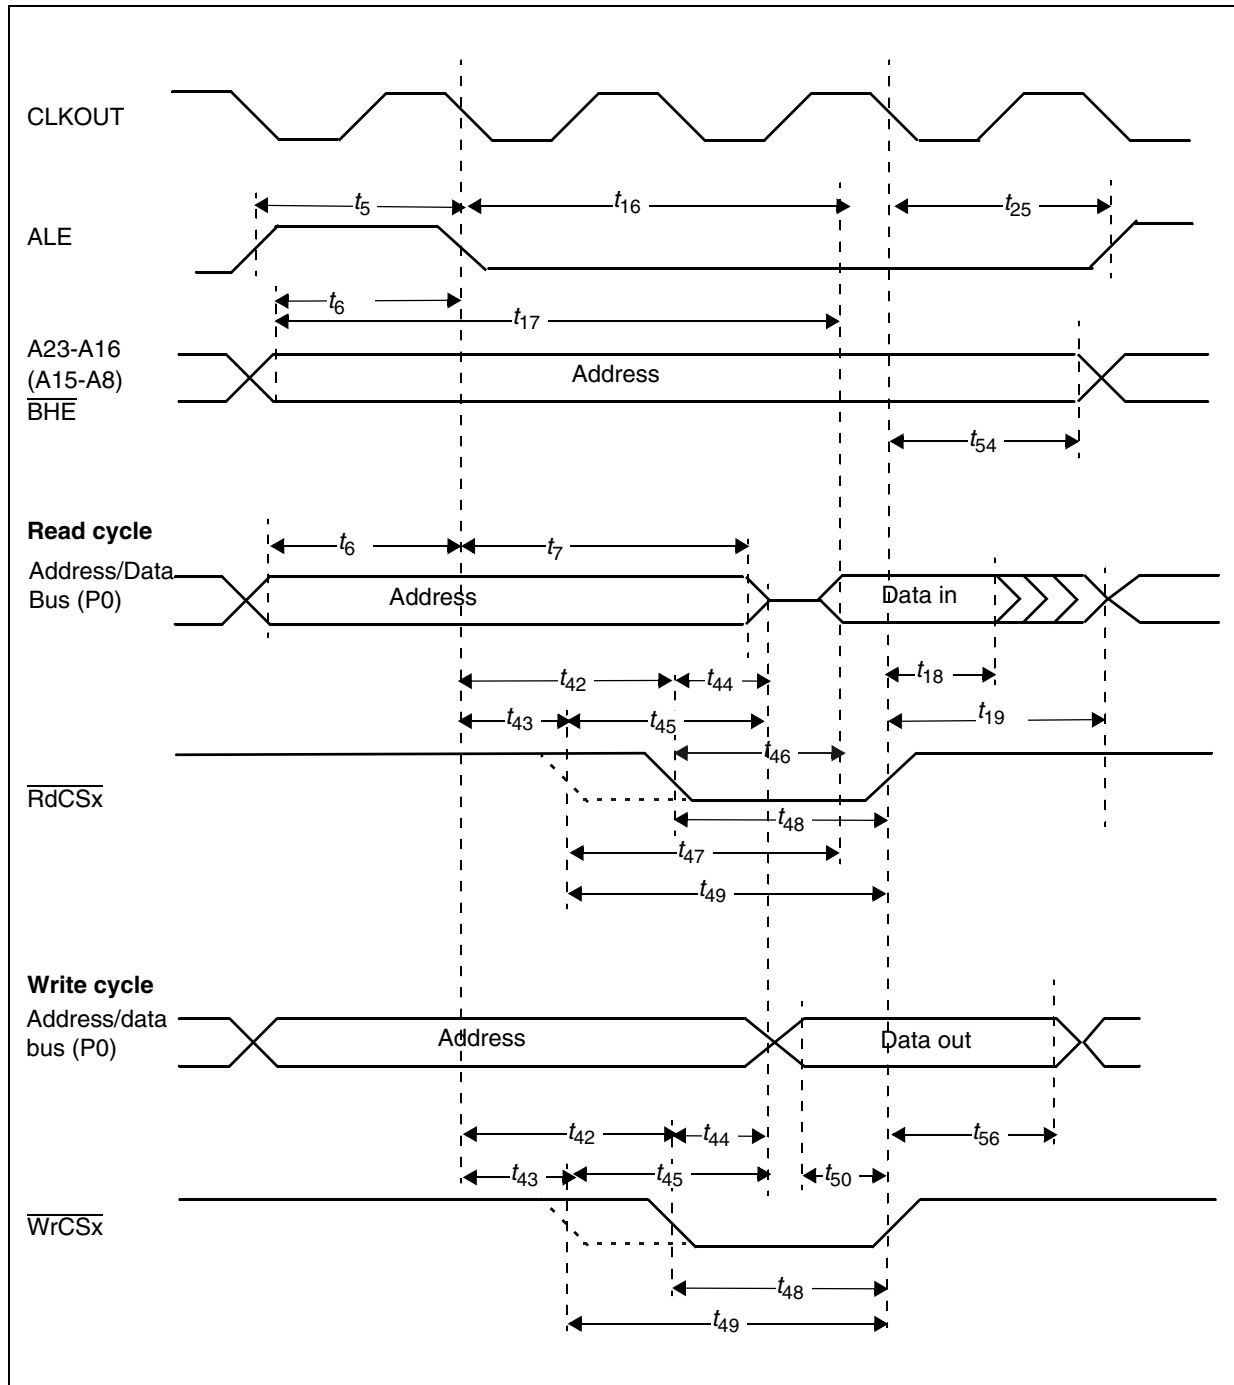 CLKOUT
t5 t16 t25
ALE
t6
t17
A23-A16
(A15-A8)
BHE
Address
t54
Read cycle
t6 t7
Address/Data
Bus (P0)
Address Data in
t18
t42 t44
t19
t43 t45
t46
RdCSx
t48
t47
t49
Write cycle
Address/data
bus (P0)
Address Data out
t42 t44 t56
t43 t45 t50
WrCSx
t48
t49